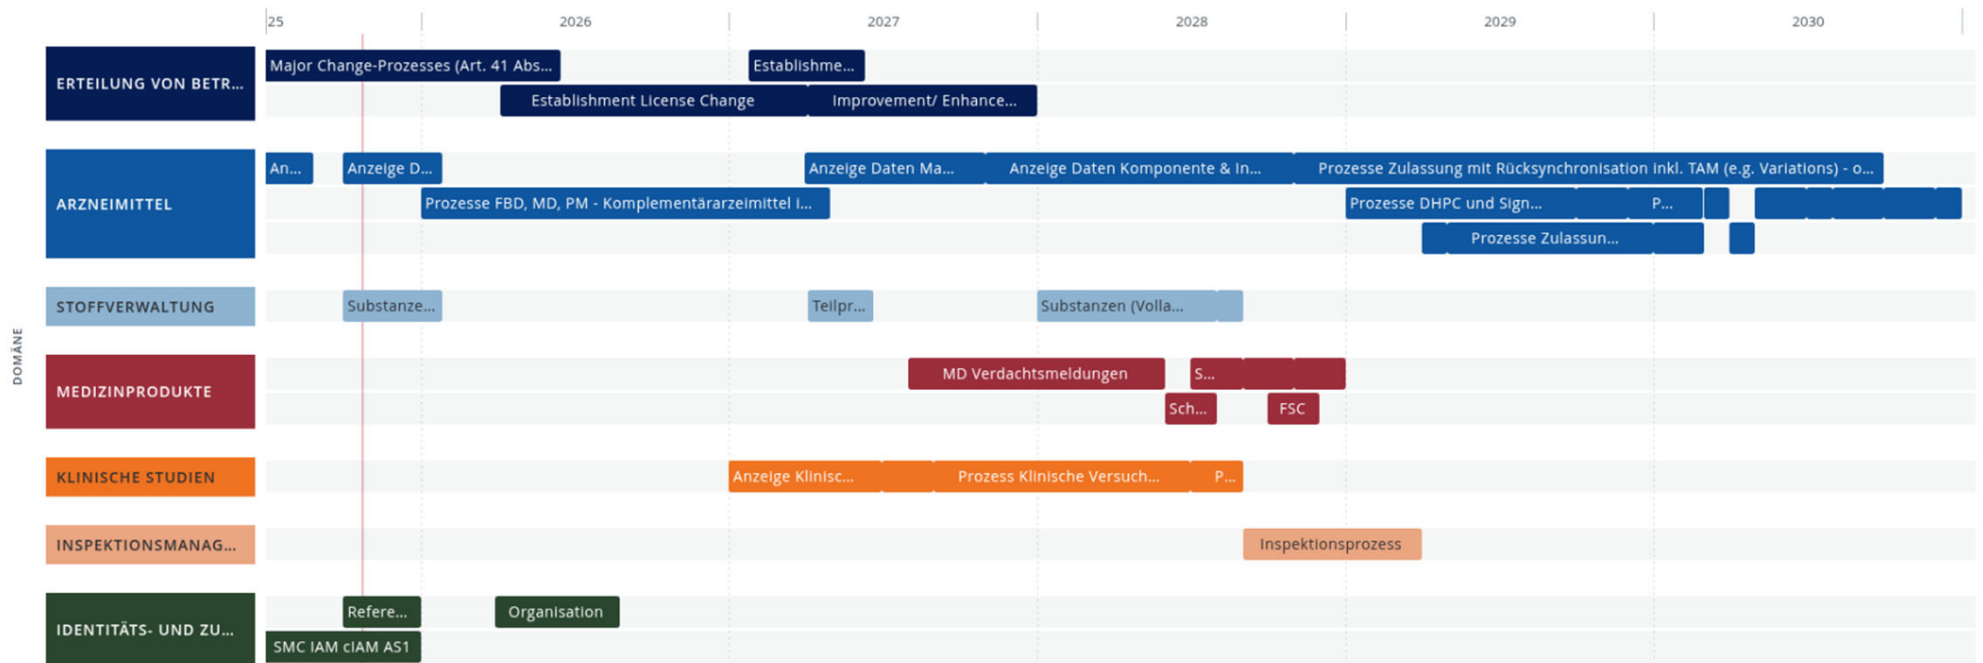 25 2026 2027 2028 2029 2030
DOMÄNE
ERTEILUNG VON BETR...
Major Change-Prozesses (Art. 41 Abs... Establishme...
Establishment License Change Improvement/ Enhance...
ARZNEIMITTEL
An... Anzeige D... Anzeige Daten Ma... Anzeige Daten Komponente & In... Prozesse Zulassung mit Rücksynchronisation inkl. TAM (e.g. Variations) - o...
Prozesse FBD, MD, PM - Komplementärarzeimittel i... Prozesse DHPC und Sign... P...
Prozesse Zulassun...
STOFFVERWALTUNG
Substanze... Teilpr... Substanzen (Volla...
MEDIZINPRODUKTE
MD Verdachtsmeldungen S...
Sch... FSC
KLINISCHE STUDIEN
Anzeige Klinisc... Prozess Klinische Versuch... P...
INSPEKTIONSMANAG...
Inspektionsprozess
IDENTITÄTS- UND ZU...
Refere... Organisation
SMC IAM cIAM AS1